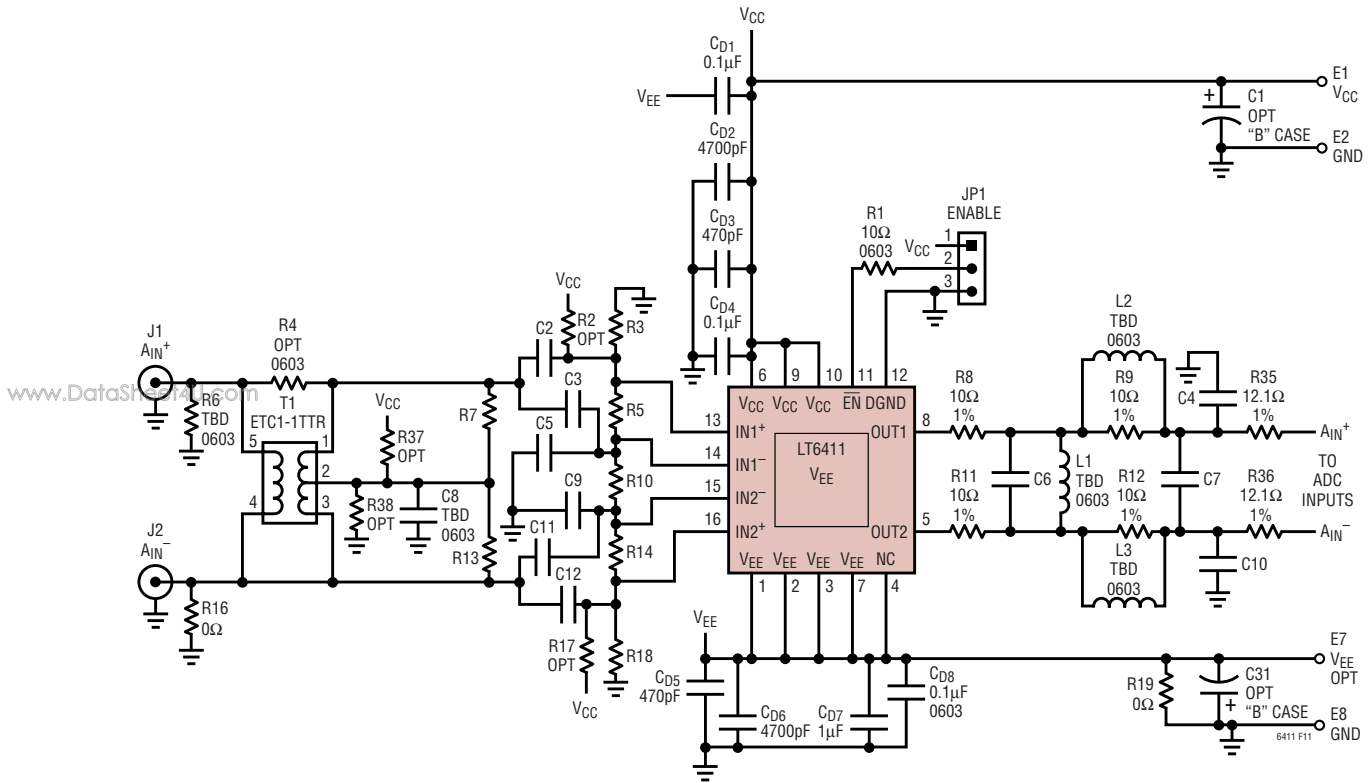 VCC
CD1
0.1µF
VEE
CD2
4700pF
CD3
470pF
CD4
0.1µF
E1
VCC
C1
OPT
“B” CASE
+
E2
GND
JP1
ENABLE
R1
10Ω
0603
VCC
1
2
3
J1
AIN+
R4
OPT
0603
www.DataSheet4U.com
R6
TBD
0603
T1
ETC1-1TTR
5
4
1
2
3
VCC
R37
OPT
R38
OPT
C8
TBD
0603
R7
R13
J2
AIN−
R16
0Ω
VCC
R2
OPT
R3
C2
C3
R5
C5
R10
C9
C11
R14
C12
R17
OPT
VCC
R18
6 9 10 11 12
VCC VCC VCC EN DGND
13 IN1+
14 IN1−
15 IN2−
16 IN2+
LT6411
VEE
OUT1 8
OUT2 5
VEE VEE VEE VEE NC
1 2 3 7 4
R8
10Ω
1%
R11
10Ω
1%
C6
L1
TBD
0603
L2
TBD
0603
R9
10Ω
1%
R12
10Ω
1%
L3
TBD
0603
C4
C7
C10
R35
12.1Ω
1%
R36
12.1Ω
1%
AIN+
TO
ADC
INPUTS
AIN−
VEE
CD5
470pF
CD6
4700pF
CD7
1µF
CD8
0.1µF
0603
R19
0Ω
C31
OPT
“B” CASE
+
E7
VEE
OPT
E8
GND
6411 F11